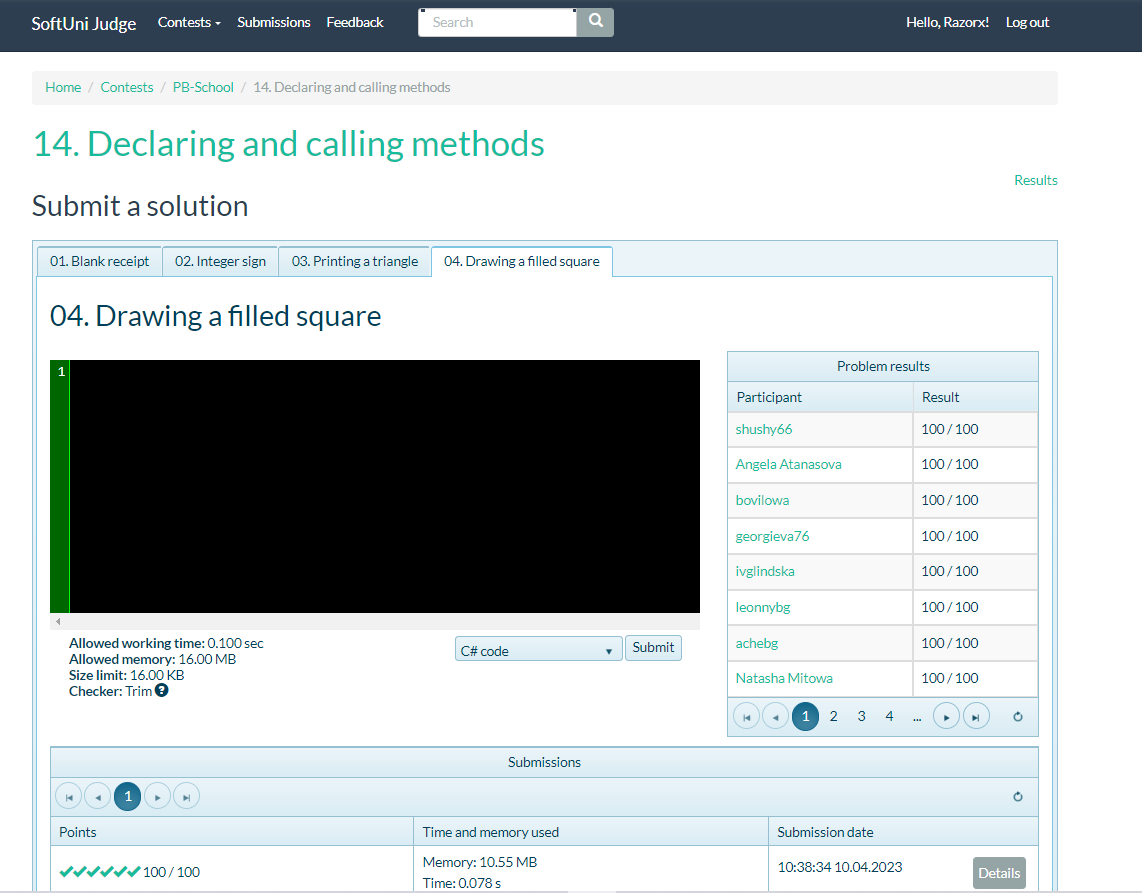 SoftUni Judge Contests Submissions Feedback Search Hello, Razorx! Log out
Home / Contests / PB-School / 14. Declaring and calling methods
14. Declaring and calling methods
Results
Submit a solution
01. Blank receipt 02. Integer sign 03. Printing a triangle 04. Drawing a filled square
04. Drawing a filled square
1
Allowed working time: 0.100 sec
Allowed memory: 16.00 MB
Size limit: 16.00 KB
Checker: Trim ?
C# code Submit
Problem results
Participant Result
shushy66 100 / 100
Angela Atanasova 100 / 100
bovilowa 100 / 100
georgieva76 100 / 100
ivglindska 100 / 100
leonnybg 100 / 100
achebg 100 / 100
Natasha Mitowa 100 / 100
1 2 3 4 ...
Submissions
1
Points Time and memory used Submission date
100 / 100 Memory: 10.55 MB 10:38:34 10.04.2023 Details
Time: 0.078 s